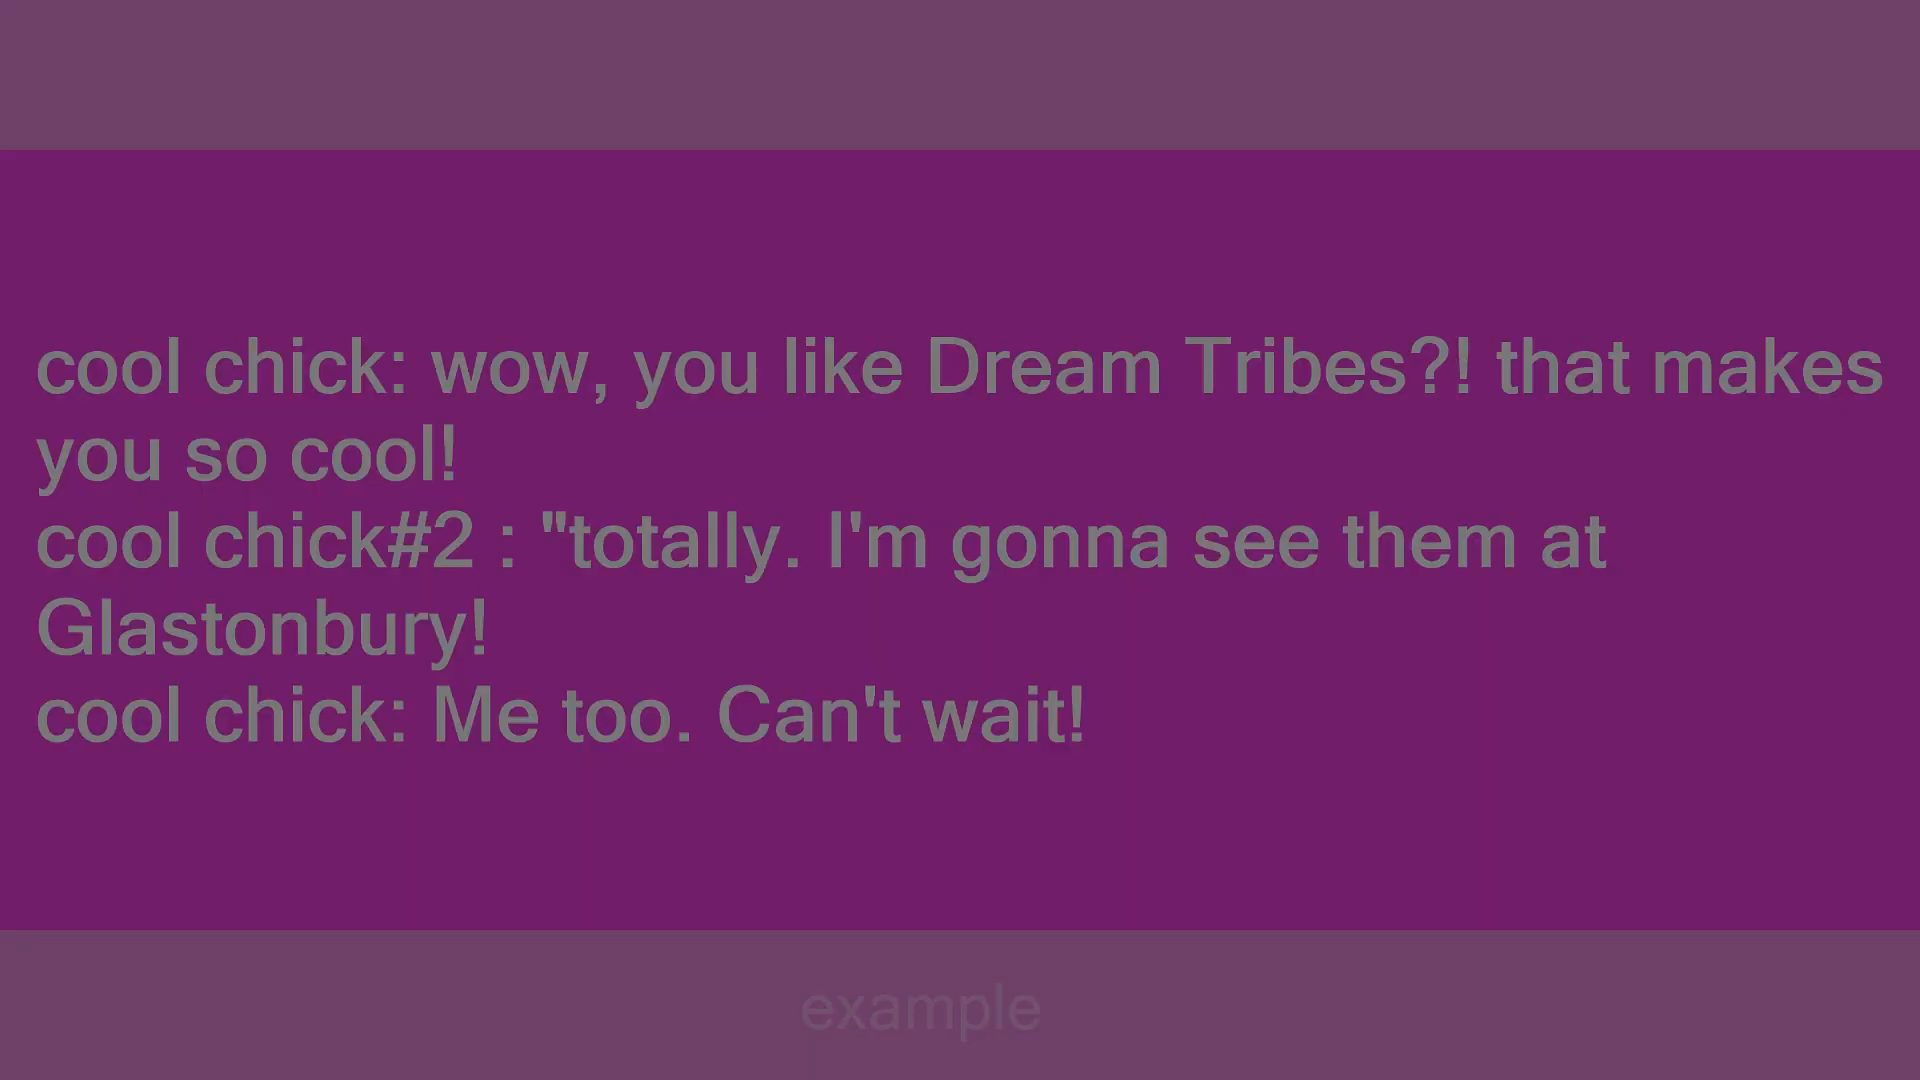 cool chick: wow, you like Dream Tribes?! that makes
you so cool!
cool chick#2 : "totally. I'm gonna see them at
Glastonbury!
cool chick: Me too. Can't wait!
example